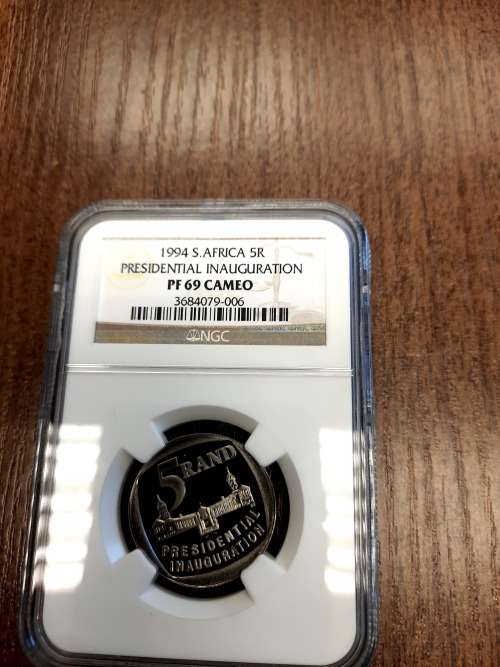 1994 S.AFRICA 5R
PRESIDENTIAL INAUGURATION
PF 69 CAMEO
3684079-006
NGC
5 RAND
PRESIDENTIAL
INAUGURATION